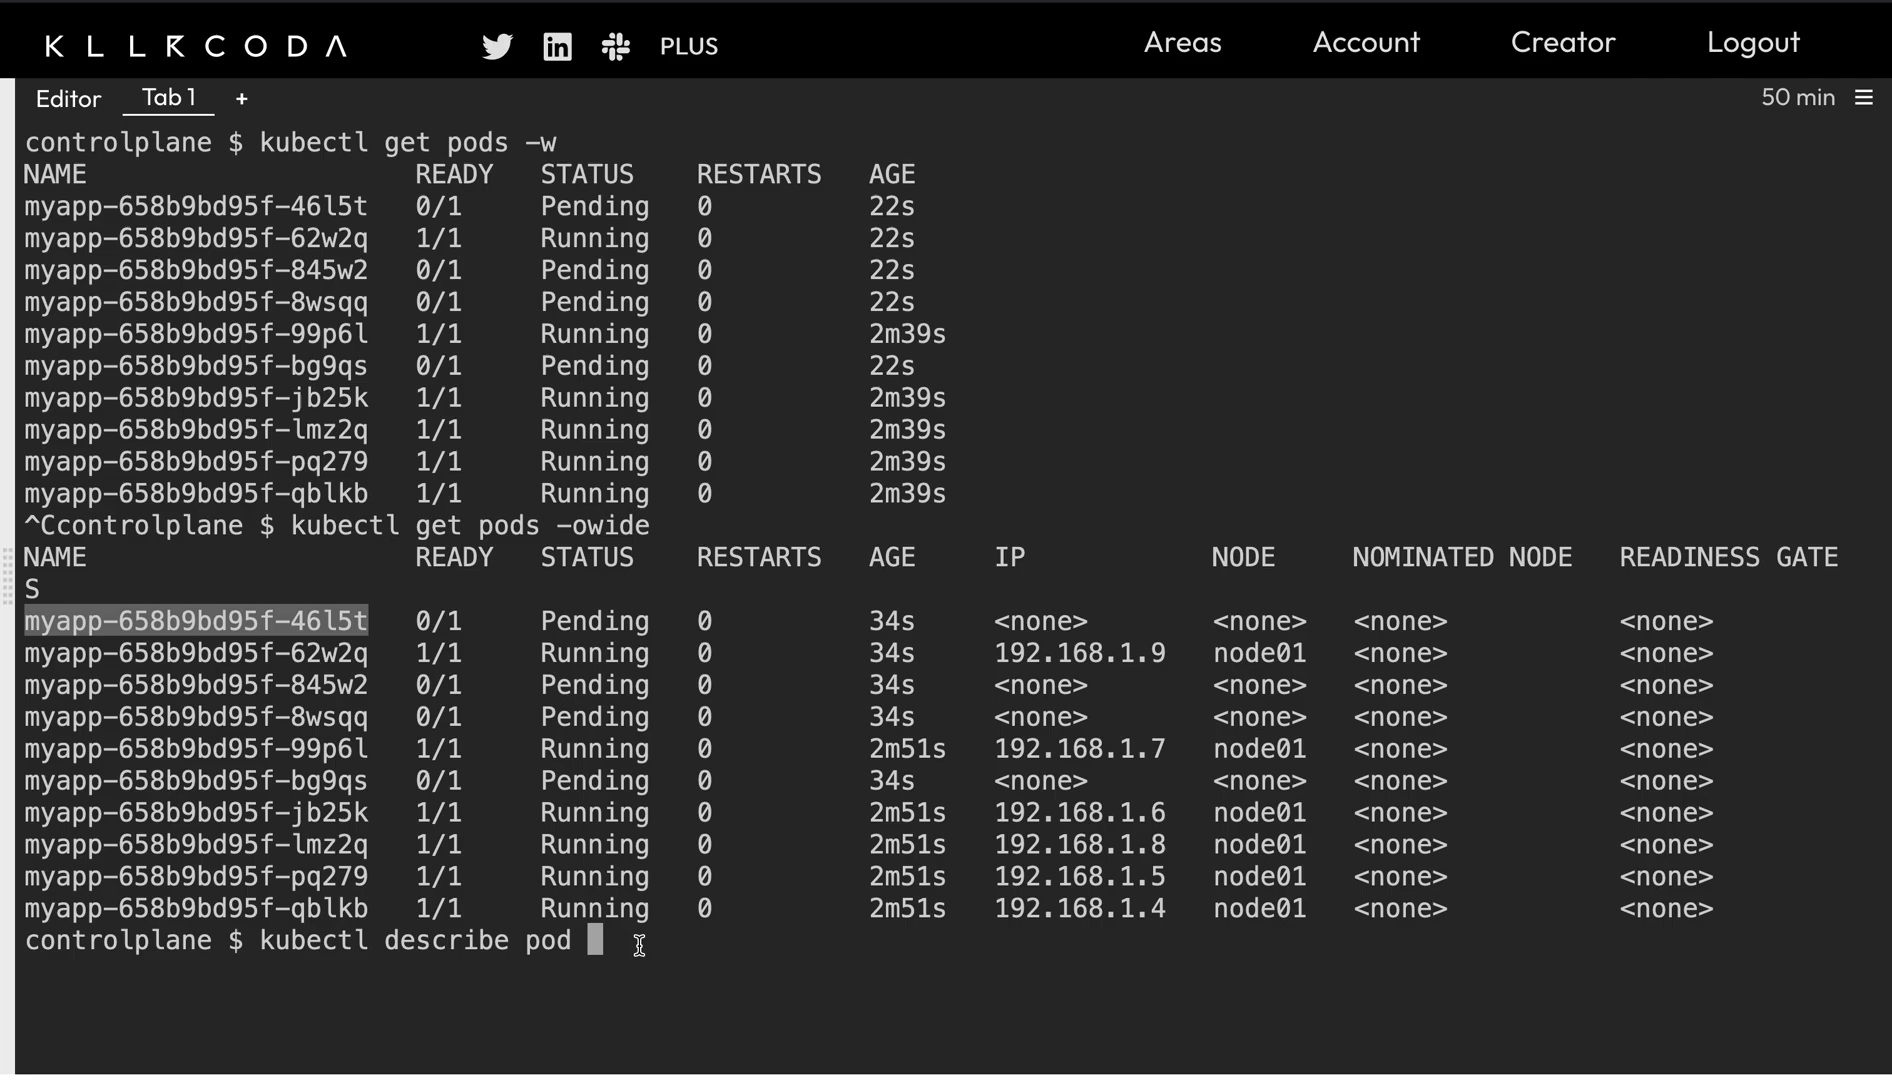 KLLRCODA PLUS Areas Account Creator Logout
Editor Tab 1 + 50 min
controlplane $ kubectl get pods -w
NAME READY STATUS RESTARTS AGE
myapp-658b9bd95f-46l5t 0/1 Pending 0 22s
myapp-658b9bd95f-62w2q 1/1 Running 0 22s
myapp-658b9bd95f-845w2 0/1 Pending 0 22s
myapp-658b9bd95f-8wsqq 0/1 Pending 0 22s
myapp-658b9bd95f-99p6l 1/1 Running 0 2m39s
myapp-658b9bd95f-bg9qs 0/1 Pending 0 22s
myapp-658b9bd95f-jb25k 1/1 Running 0 2m39s
myapp-658b9bd95f-lmz2q 1/1 Running 0 2m39s
myapp-658b9bd95f-pq279 1/1 Running 0 2m39s
myapp-658b9bd95f-qblkb 1/1 Running 0 2m39s
^Ccontrolplane $ kubectl get pods -owide
NAME READY STATUS RESTARTS AGE IP NODE NOMINATED NODE READINESS GATE
S
myapp-658b9bd95f-46l5t 0/1 Pending 0 34s <none> <none> <none> <none>
myapp-658b9bd95f-62w2q 1/1 Running 0 34s 192.168.1.9 node01 <none> <none>
myapp-658b9bd95f-845w2 0/1 Pending 0 34s <none> <none> <none> <none>
myapp-658b9bd95f-8wsqq 0/1 Pending 0 34s <none> <none> <none> <none>
myapp-658b9bd95f-99p6l 1/1 Running 0 2m51s 192.168.1.7 node01 <none> <none>
myapp-658b9bd95f-bg9qs 0/1 Pending 0 34s <none> <none> <none> <none>
myapp-658b9bd95f-jb25k 1/1 Running 0 2m51s 192.168.1.6 node01 <none> <none>
myapp-658b9bd95f-lmz2q 1/1 Running 0 2m51s 192.168.1.8 node01 <none> <none>
myapp-658b9bd95f-pq279 1/1 Running 0 2m51s 192.168.1.5 node01 <none> <none>
myapp-658b9bd95f-qblkb 1/1 Running 0 2m51s 192.168.1.4 node01 <none> <none>
controlplane $ kubectl describe pod